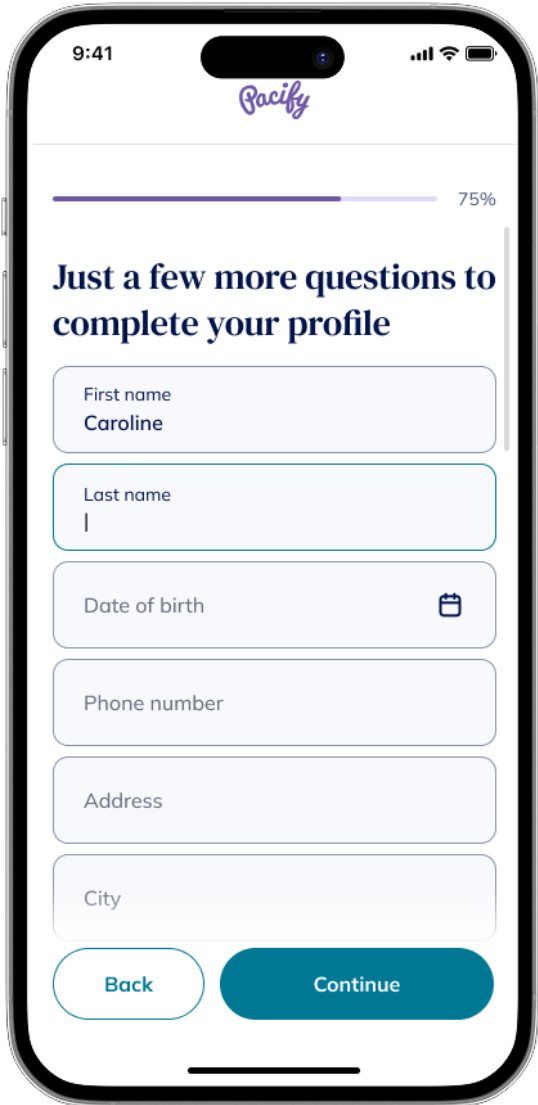 9:41
Pacify
75%
Just a few more questions to
complete your profile
First name
Caroline
Last name
Date of birth
Phone number
Address
City
Back
Continue